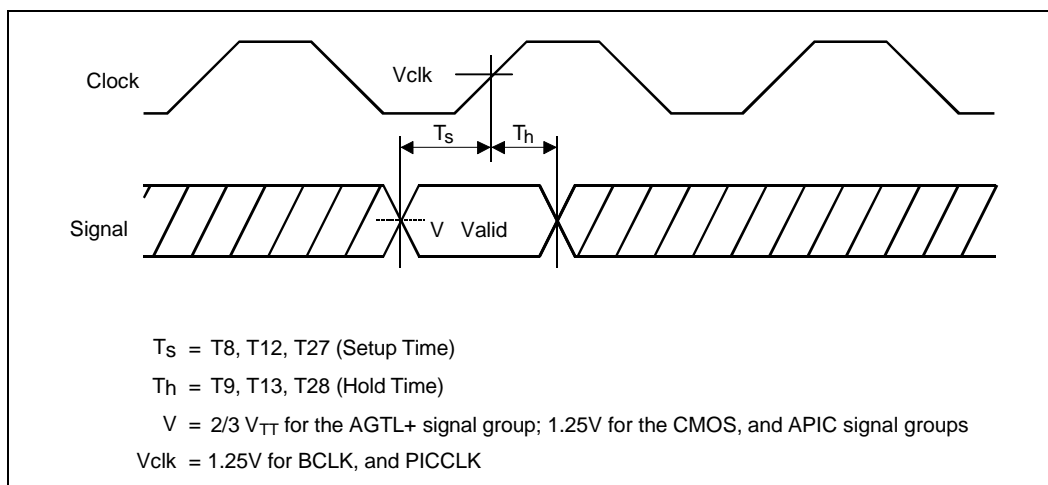 Clock
Vclk
Ts Th
Signal
V Valid
Ts = T8, T12, T27 (Setup Time)
Th = T9, T13, T28 (Hold Time)
V = 2/3 VTT for the AGTL+ signal group; 1.25V for the CMOS, and APIC signal groups
Vclk = 1.25V for BCLK, and PICCLK